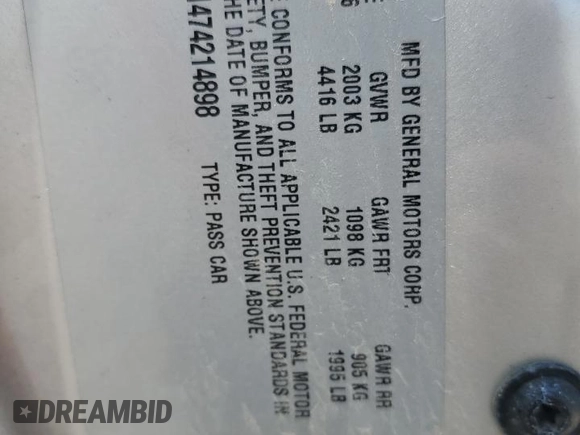 MFD BY GENERAL MOTORS CORP.
GVWR GAWR FRT GAWR RR
2003 KG 1098 KG 905 KG
4416 LB 2421 LB 1995 LB
CONFORMS TO ALL APPLICABLE U.S. FEDERAL MOTOR
ETY, BUMPER, AND THEFT PREVENTION STANDARDS IN
THE DATE OF MANUFACTURE SHOWN ABOVE.
474214898 TYPE: PASS CAR
DREAMBID